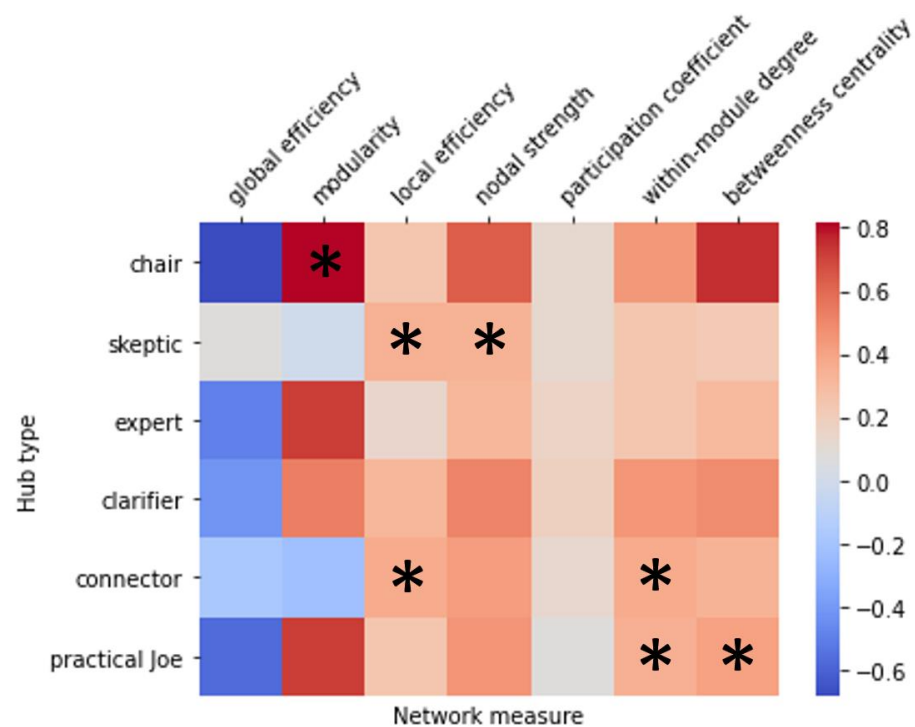 global efficiency
modularity
local efficiency
nodal strength
participation coefficient
within-module degree
betweenness centrality
chair
skeptic
expert
clarifier
connector
practical Joe
Hub type
Network measure
*
* *
* *
* *
0.8
0.6
0.4
0.2
0.0
−0.2
−0.4
−0.6